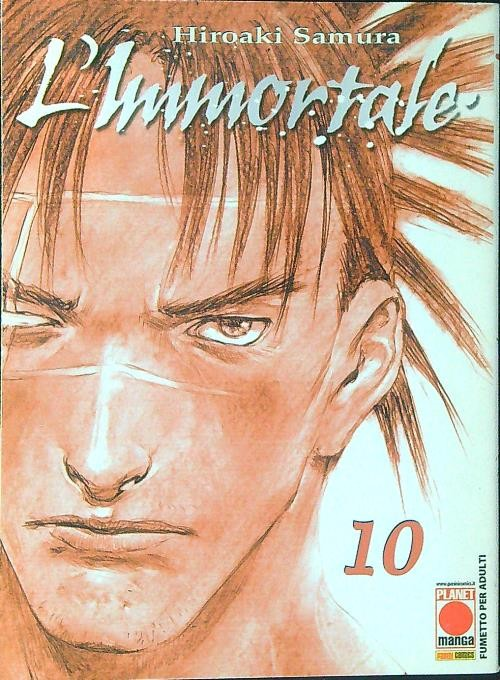 Hiroaki Samura
L'Immortale
10
www.paninicomics.it
PLANET
manga
PANINI COMICS
FUMETTO PER ADULTI